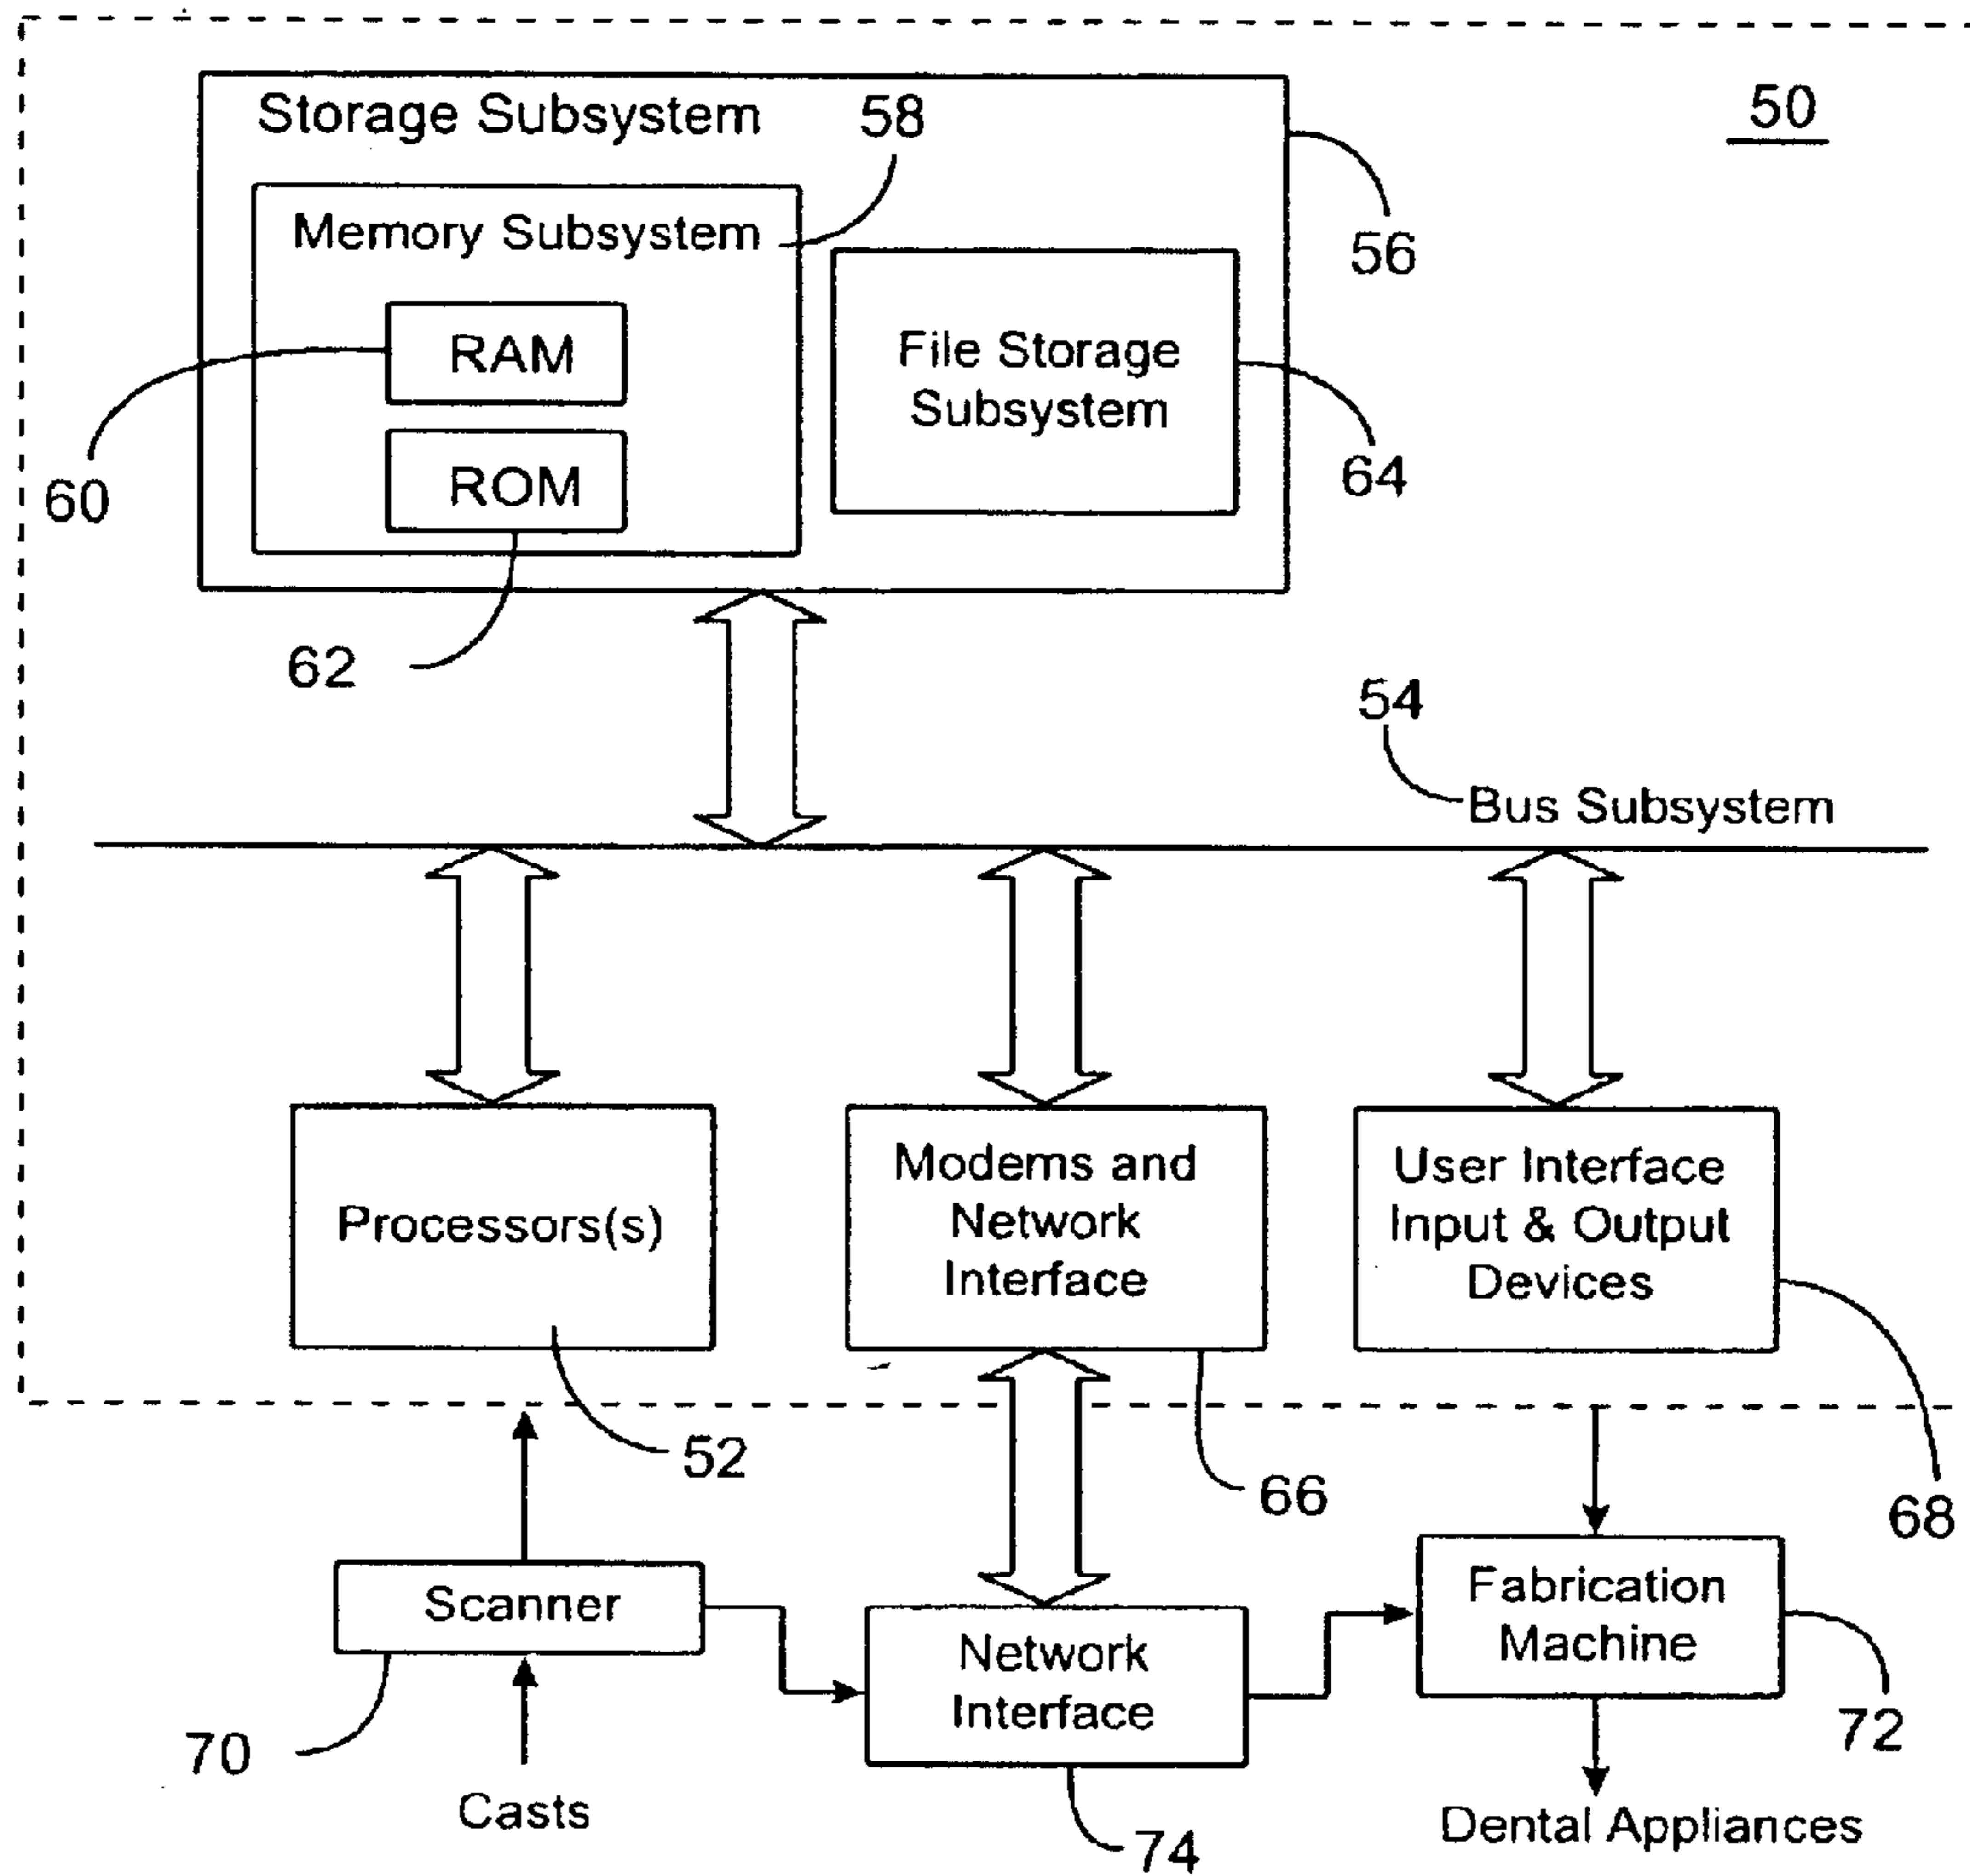 50
Storage Subsystem
58
56
Memory Subsystem
RAM
60
ROM
62
File Storage
Subsystem
64
54
Bus Subsystem
Processors(s)
52
Modems and
Network
Interface
66
User Interface
Input & Output
Devices
68
Scanner
70
Casts
Network
Interface
74
Fabrication
Machine
72
Dental Appliances